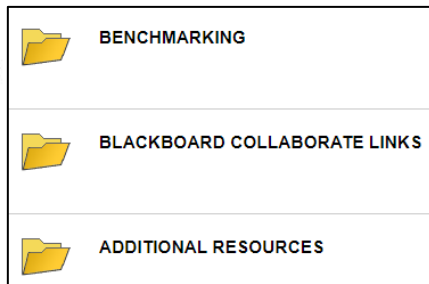 BENCHMARKING
BLACKBOARD COLLABORATE LINKS
ADDITIONAL RESOURCES